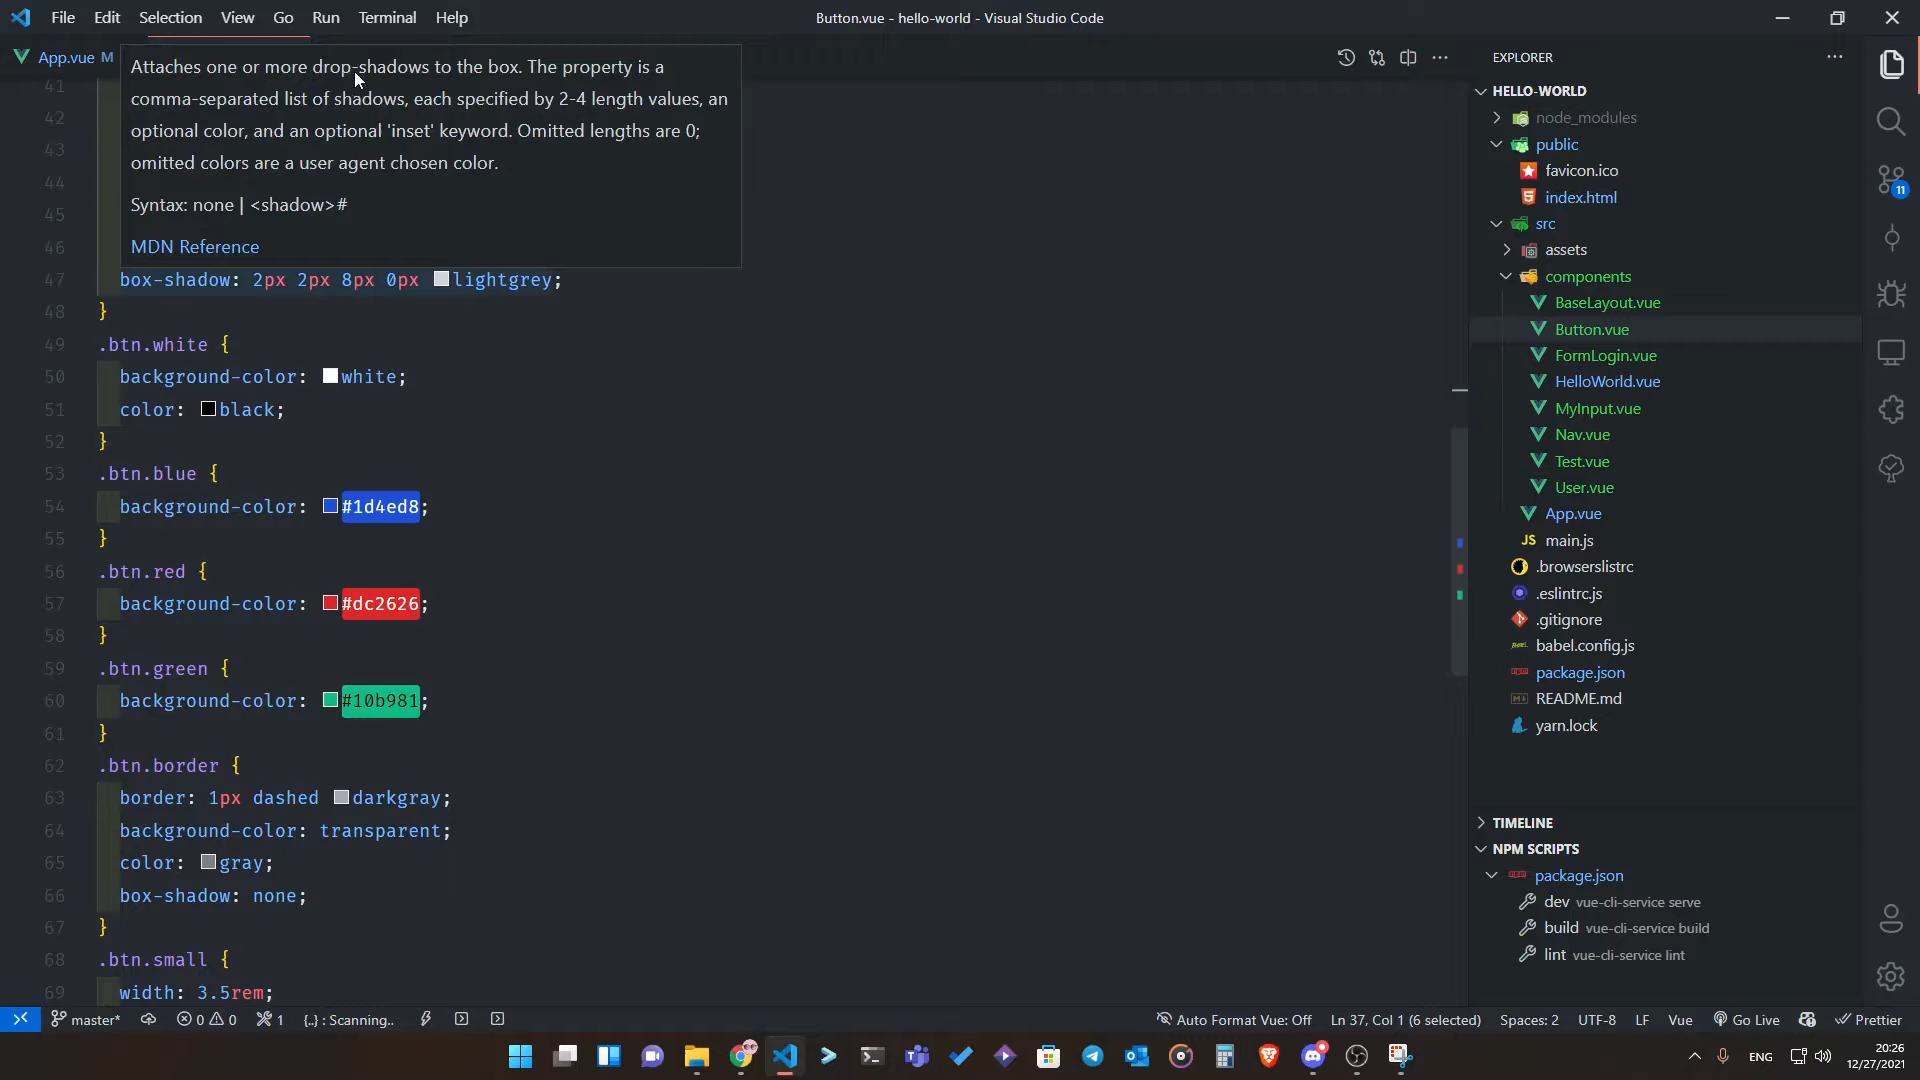 File Edit Selection View Go Run Terminal Help
Button.vue - hello-world - Visual Studio Code
App.vue M
Attaches one or more drop-shadows to the box. The property is a
comma-separated list of shadows, each specified by 2-4 length values, an
optional color, and an optional 'inset' keyword. Omitted lengths are 0;
omitted colors are a user agent chosen color.
Syntax: none | <shadow>#
MDN Reference
41
42
43
44
45
46
47 box-shadow: 2px 2px 8px 0px lightgrey;
48 }
49 .btn.white {
50 background-color: white;
51 color: black;
52 }
53 .btn.blue {
54 background-color: #1d4ed8;
55 }
56 .btn.red {
57 background-color: #dc2626;
58 }
59 .btn.green {
60 background-color: #10b981;
61 }
62 .btn.border {
63 border: 1px dashed darkgray;
64 background-color: transparent;
65 color: gray;
66 box-shadow: none;
67 }
68 .btn.small {
69 width: 3.5rem;
EXPLORER
HELLO-WORLD
node_modules
public
favicon.ico
index.html
src
assets
components
BaseLayout.vue
Button.vue
FormLogin.vue
HelloWorld.vue
MyInput.vue
Nav.vue
Test.vue
User.vue
App.vue
JS main.js
.browserslistrc
.eslintrc.js
.gitignore
babel.config.js
package.json
README.md
yarn.lock
TIMELINE
NPM SCRIPTS
package.json
dev vue-cli-service serve
build vue-cli-service build
lint vue-cli-service lint
11
master* 0 0 1 {..} : Scanning..
Auto Format Vue: Off Ln 37, Col 1 (6 selected) Spaces: 2 UTF-8 LF Vue Go Live Prettier
ENG
20:26
12/27/2021